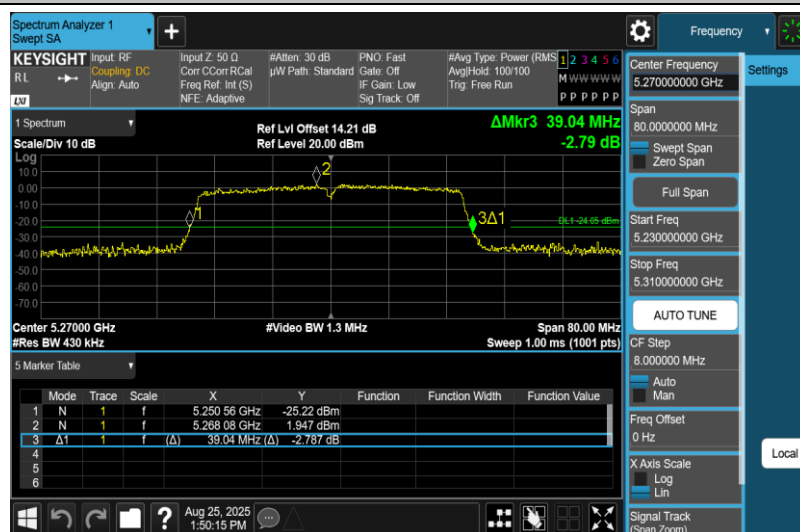 Spectrum Analyzer 1
Swept SA
+
Frequency
KEYSIGHT
RL
LXI
Input: RF
Coupling: DC
Align: Auto
Input Z: 50 Ω
Corr CCorr RCal
Freq Ref: Int (S)
NFE: Adaptive
#Atten: 30 dB
µW Path: Standard
PNO: Fast
Gate: Off
IF Gain: Low
Sig Track: Off
#Avg Type: Power (RMS
Avg|Hold: 100/100
Trig: Free Run
1 2 3 4 5 6
M W W W W W
P P P P P P
1 Spectrum
Scale/Div 10 dB
Ref Lvl Offset 14.21 dB
Ref Level 20.00 dBm
ΔMkr3 39.04 MHz
-2.79 dB
Log
10.0
0.00
-10.0
-20.0
-30.0
-40.0
-50.0
-60.0
-70.0
1
2
3Δ1
DL1 -24.05 dBm
Center 5.27000 GHz
#Res BW 430 kHz
#Video BW 1.3 MHz
Span 80.00 MHz
Sweep 1.00 ms (1001 pts)
5 Marker Table
Mode Trace Scale X Y Function Function Width Function Value
1 N 1 f 5.250 56 GHz -25.22 dBm
2 N 1 f 5.268 08 GHz 1.947 dBm
3 Δ1 1 f (Δ) 39.04 MHz (Δ) -2.787 dB
4
5
6
?
Aug 25, 2025
1:50:15 PM
Center Frequency
5.270000000 GHz
Span
80.0000000 MHz
Swept Span
Zero Span
Full Span
Start Freq
5.230000000 GHz
Stop Freq
5.310000000 GHz
AUTO TUNE
CF Step
8.000000 MHz
Auto
Man
Freq Offset
0 Hz
X Axis Scale
Log
Lin
Signal Track
(Span Zoom)
Settings
Local